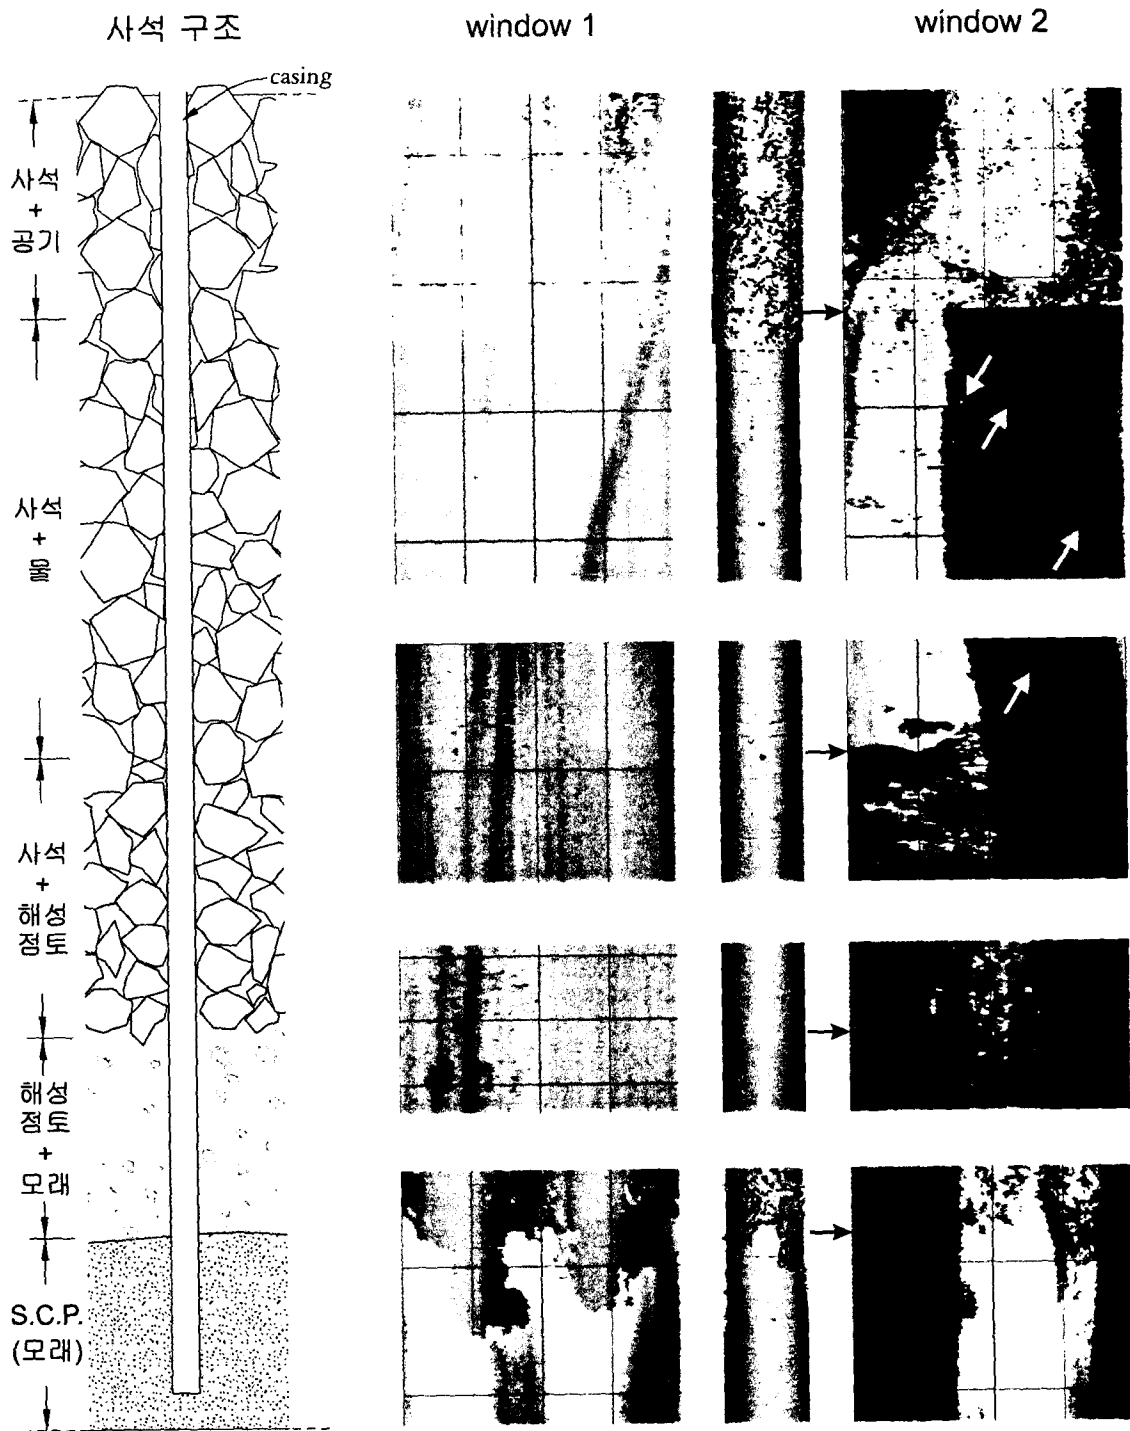 사석 구조
window 1
window 2
casing
사석
+
공기
사석
+
물
사석
+
해성
점토
해성
점토
+
모래
S.C.P.
(모래)